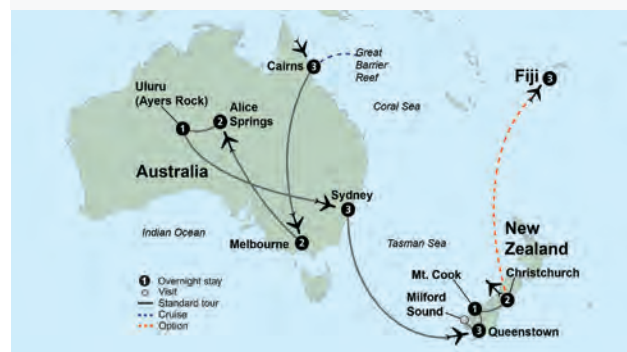 Cairns 3
Great
Barrier
Reef
Fiji 3
Uluru
(Ayers Rock)
1
Alice
Springs
2
Coral Sea
Australia
Sydney
3
Indian Ocean
Melbourne 2
Tasman Sea
New
Zealand
Mt. Cook
Christchurch
1
2
Milford
Sound
3 Queenstown
1 Overnight stay
Visit
Standard tour
Cruise
Option